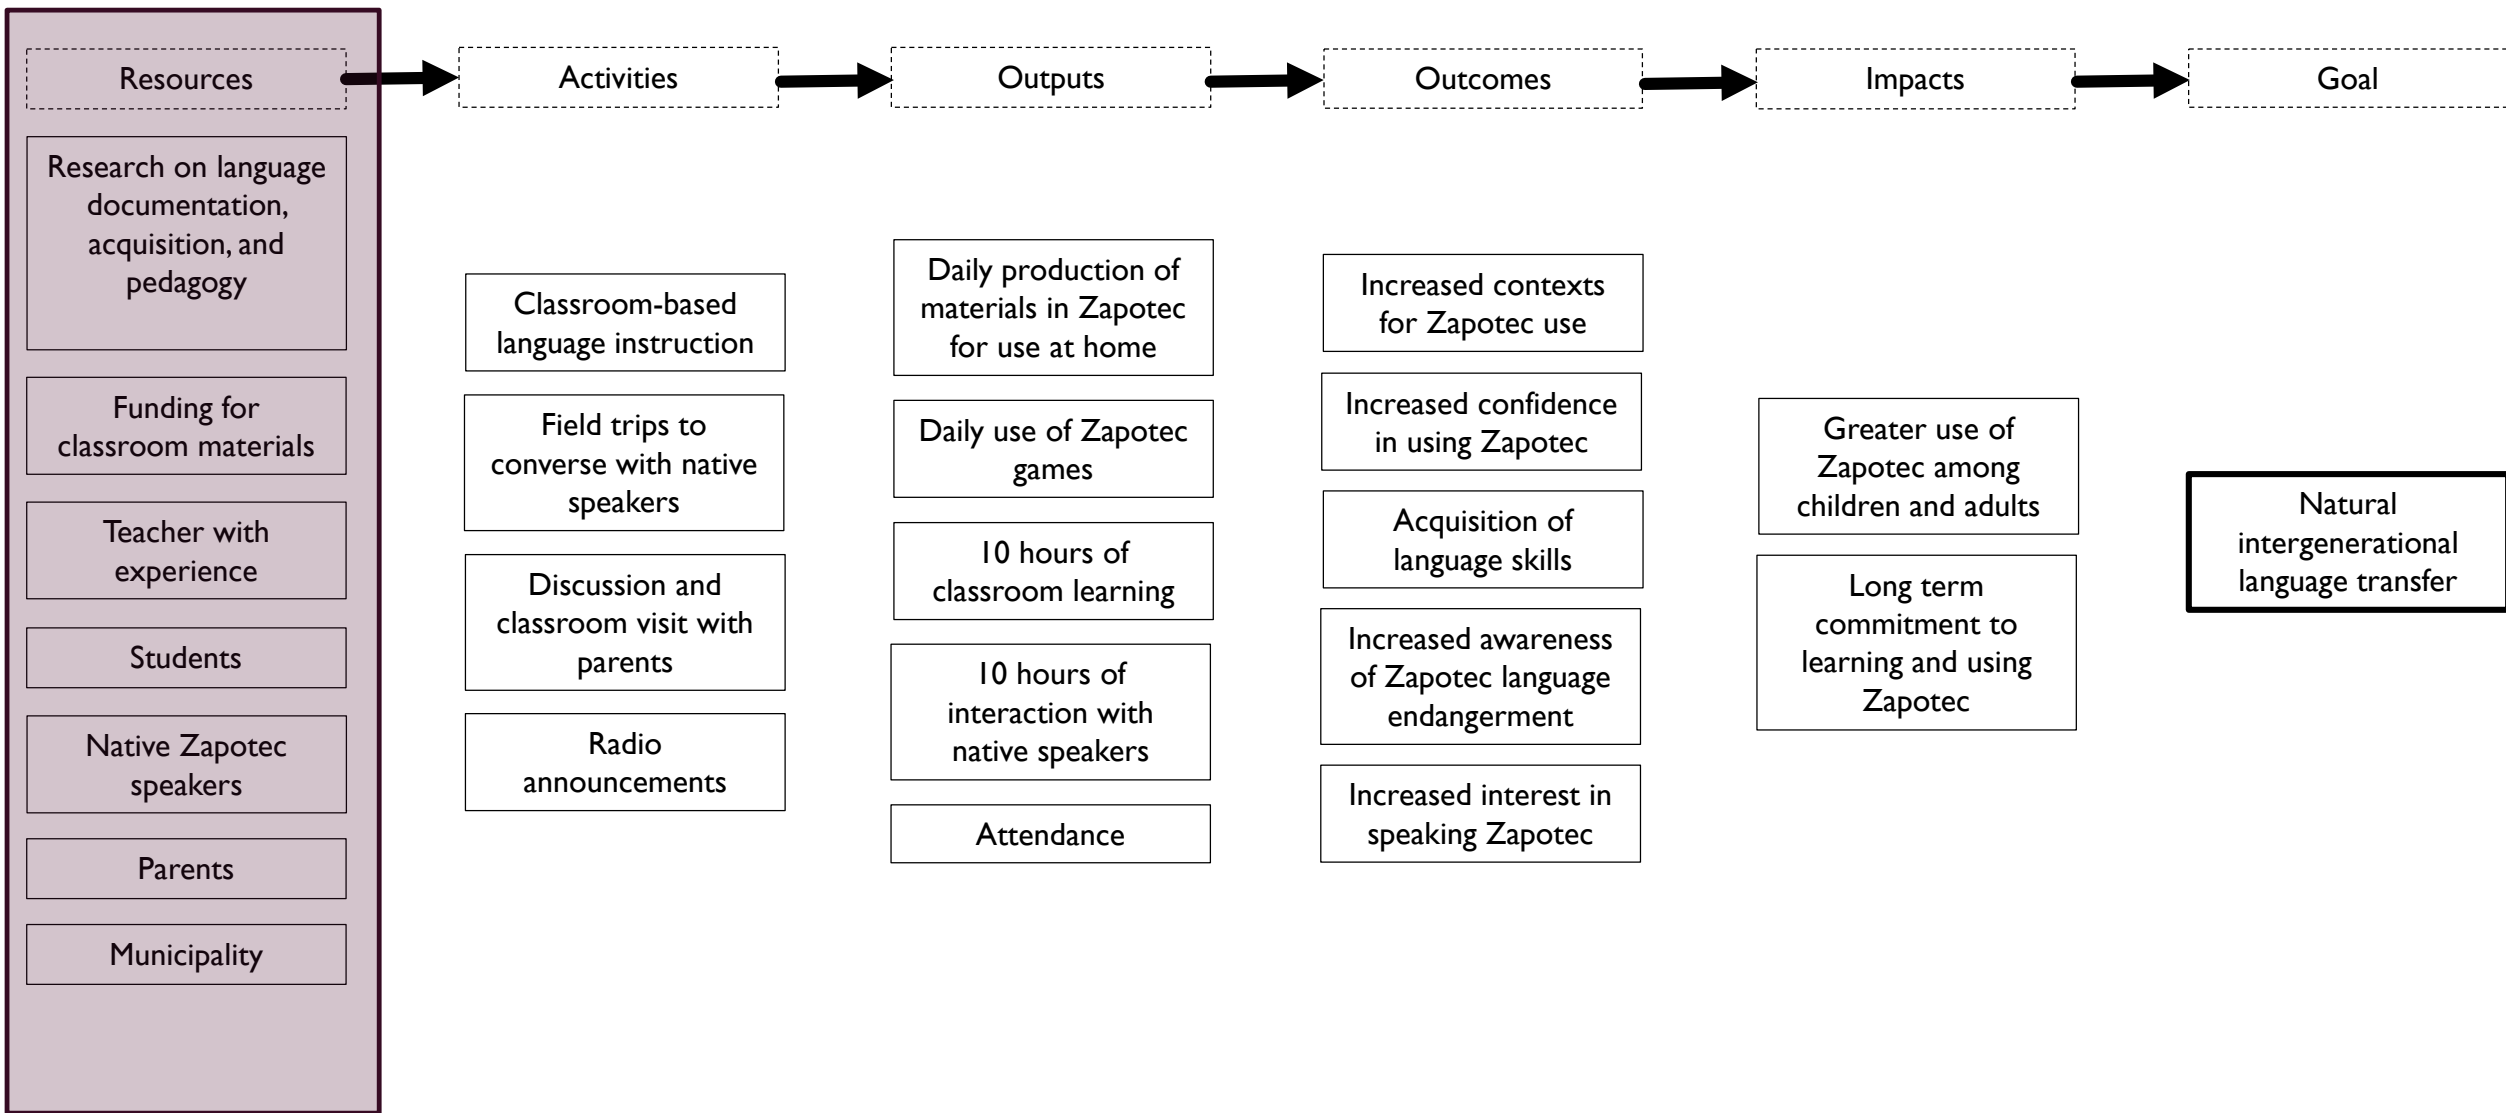 Resources
Activities
Outputs
Outcomes
Impacts
Goal
Research on language
documentation,
acquisition, and
pedagogy
Funding for
classroom materials
Teacher with
experience
Students
Native Zapotec
speakers
Parents
Municipality
Classroom-based
language instruction
Field trips to
converse with native
speakers
Discussion and
classroom visit with
parents
Radio
announcements
Daily production of
materials in Zapotec
for use at home
Daily use of Zapotec
games
10 hours of
classroom learning
10 hours of
interaction with
native speakers
Attendance
Increased contexts
for Zapotec use
Increased confidence
in using Zapotec
Acquisition of
language skills
Increased awareness
of Zapotec language
endangerment
Increased interest in
speaking Zapotec
Greater use of
Zapotec among
children and adults
Long term
commitment to
learning and using
Zapotec
Natural
intergenerational
language transfer